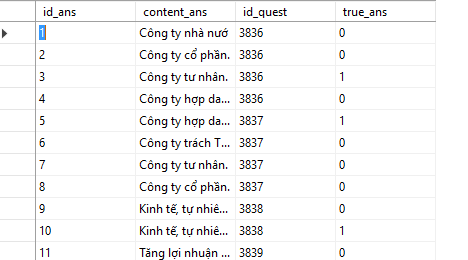 id_ans content_ans id_quest true_ans
1 Công ty nhà nướ 3836 0
2 Công ty cổ phần. 3836 0
3 Công ty tư nhân. 3836 1
4 Công ty hợp da... 3836 0
5 Công ty hợp da... 3837 1
6 Công ty trách T... 3837 0
7 Công ty tư nhân. 3837 0
8 Công ty cổ phần. 3837 0
9 Kinh tế, tự nhiê... 3838 0
10 Kinh tế, tự nhiê... 3838 1
11 Tăng lợi nhuận 3839 0